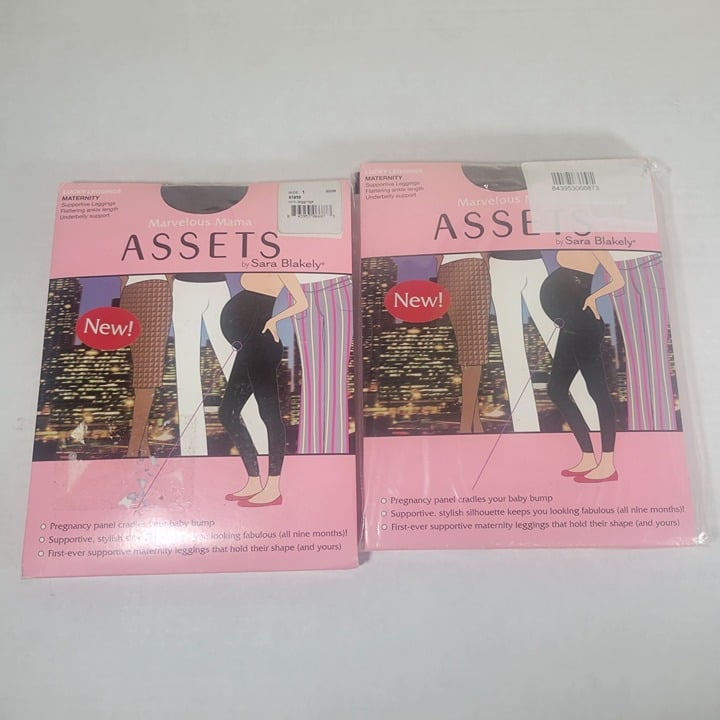 LUCKY LEGGINGS
MATERNITY
Supportive Leggings
Flattering ankle length
Underbelly support
SIZE: 1
Marvelous Mama
ASSETS
by Sara Blakely®
New!
Pregnancy panel cradles your baby bump
Supportive, stylish you looking fabulous (all nine months)!
First-ever supportive maternity leggings that hold their shape (and yours)
LUCKY LEGGINGS
MATERNITY
Supportive Leggings
Flattering ankle length
Underbelly support
843953066873
Marvelous
ASSETS
by Sara Blakely®
New!
Pregnancy panel cradles your baby bump
Supportive, stylish silhouette keeps you looking fabulous (all nine months)!
First-ever supportive maternity leggings that hold their shape (and yours)